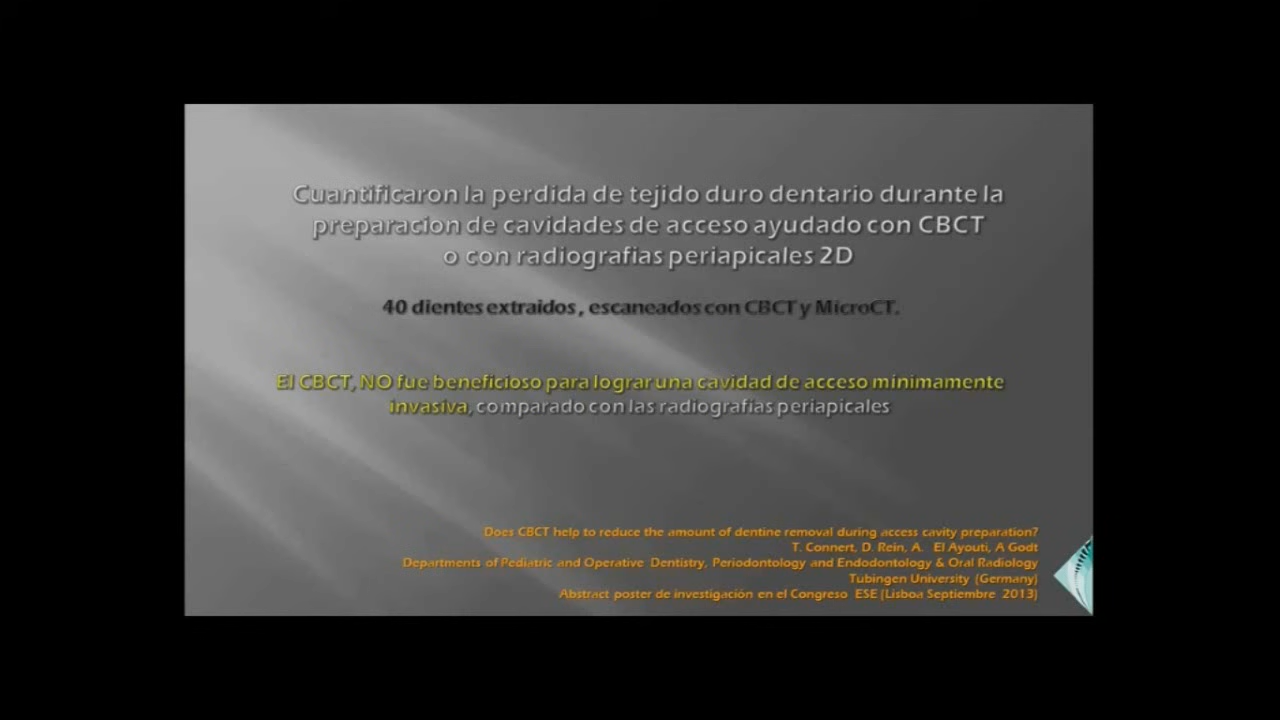 Cuantificaron la perdida de tejido duro dentario durante la
preparacion de cavidades de acceso ayudado con CBCT
o con radiografias periapicales 2D
40 dientes extraidos , escaneados con CBCT y MicroCT.
El CBCT, NO fue beneficioso para lograr una cavidad de acceso minimamente
invasiva, comparado con las radiografias periapicales
Does CBCT help to reduce the amount of dentine removal during access cavity preparation?
T. Connert, D. Rein, A. El Ayouti, A Godt
Departments of Pediatric and Operative Dentistry, Periodontology and Endodontology & Oral Radiology
Tubingen University (Germany)
Abstract poster de investigación en el Congreso ESE (Lisboa Septiembre 2013)